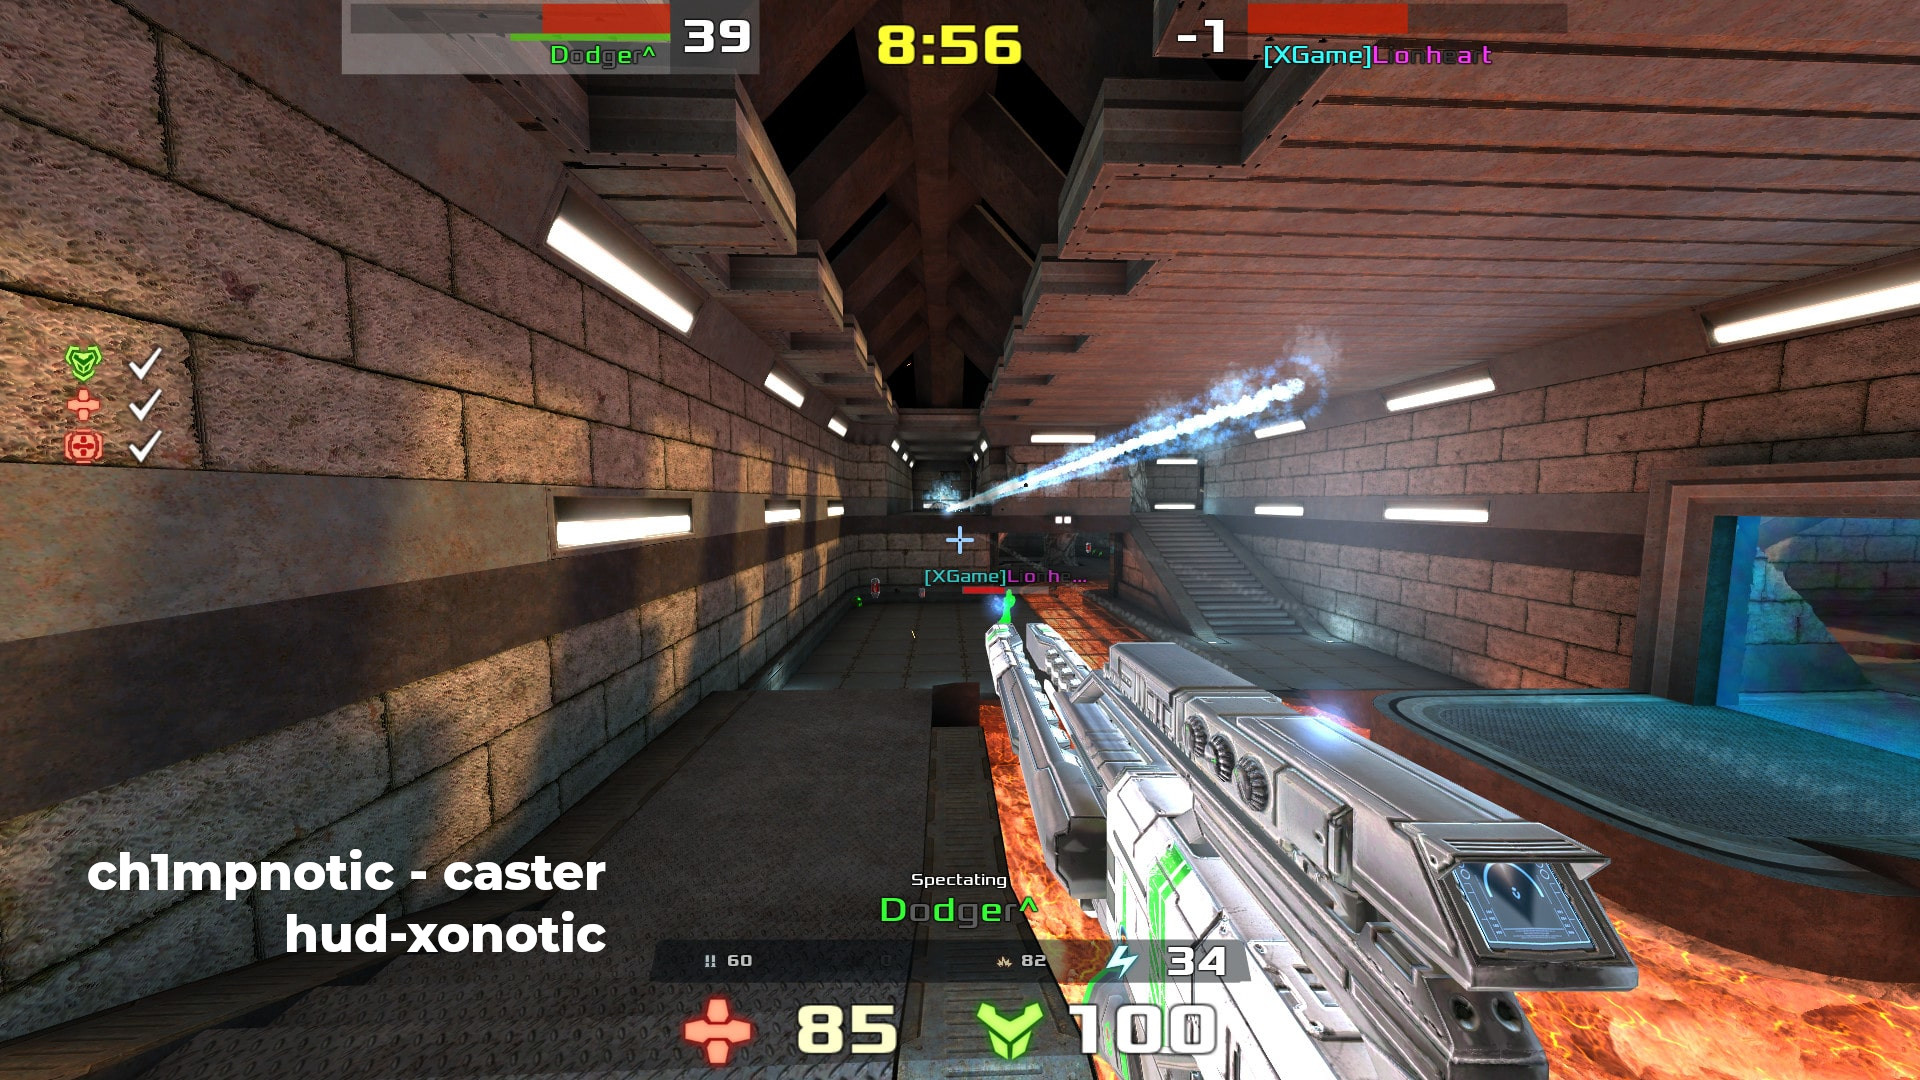 39
8:56
-1
Dodger^
[XGame]Lionheart
[XGame]Lionhe...
ch1mpnotic - caster
hud-xonotic
Spectating
Dodger^
60
0
82
34
85
100